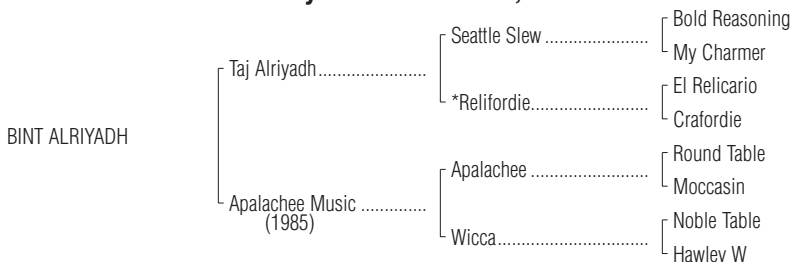 Bold Reasoning
Seattle Slew ......................
My Charmer
Taj Alriyadh.......................
El Relicario
*Relifordie.........................
Crafordie
BINT ALRIYADH
Round Table
Apalachee .........................
Moccasin
Apalachee Music ..............
(1985)
Noble Table
Wicca................................
Hawley W